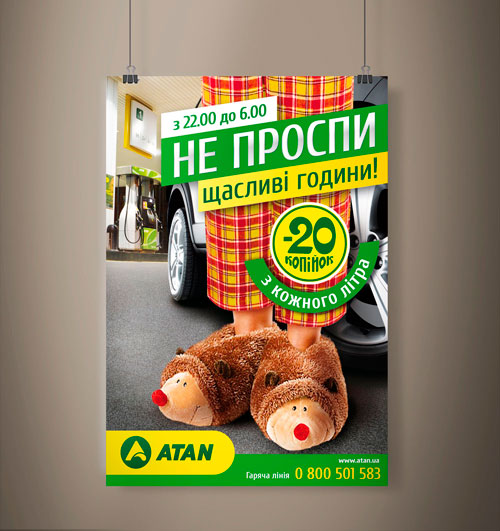 з 22.00 до 6.00
НЕ ПРОСПИ
щасливі години!
-20
КОПІЙОК
з кожного літра
ATAN
www.atan.ua
Гаряча лінія 0 800 501 583